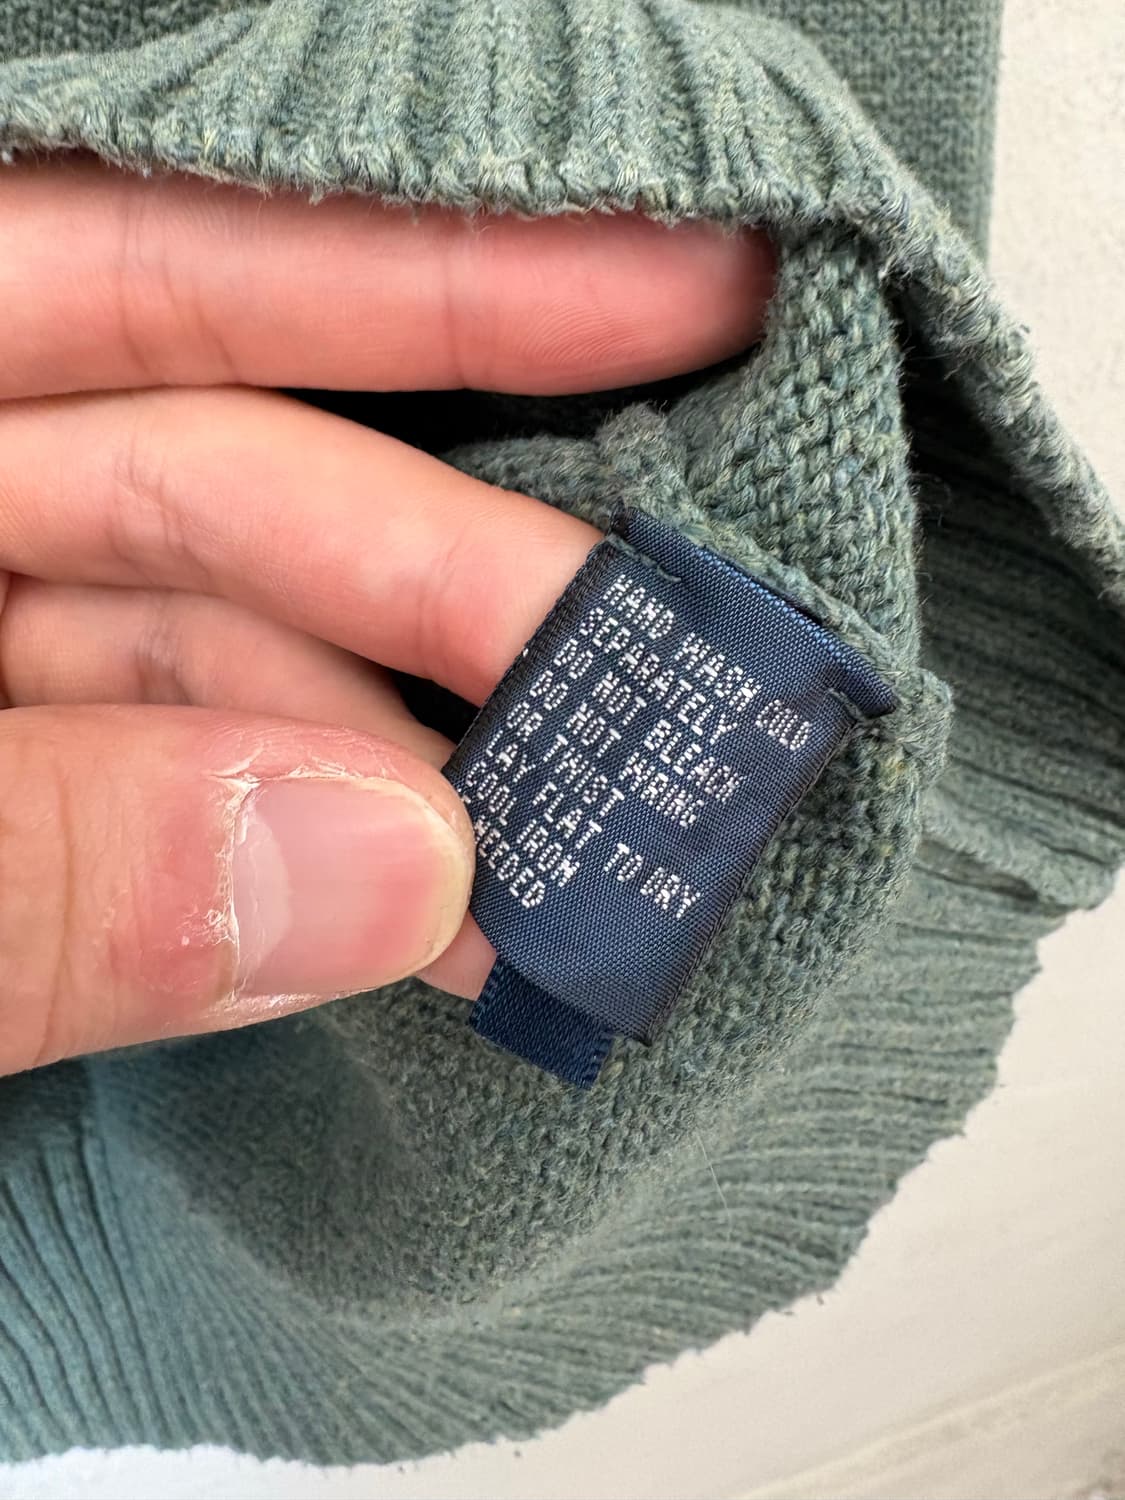 HAND WASH COLD
SEPARATELY
DO NOT BLEACH
DO NOT WRING
OR TWIST
LAY FLAT TO DRY
COOL IRON
NEEDED